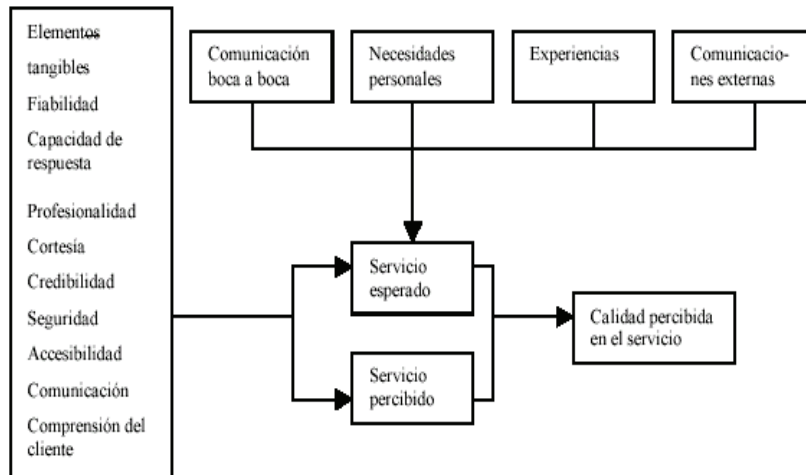 Elementos
tangibles
Fiabilidad
Capacidad de
respuesta
Profesionalidad
Cortesía
Credibilidad
Seguridad
Accesibilidad
Comunicación
Comprensión del
cliente
Comunicación
boca a boca
Necesidades
personales
Experiencias
Comunicacio-
nes externas
Servicio
esperado
Servicio
percibido
Calidad percibida
en el servicio